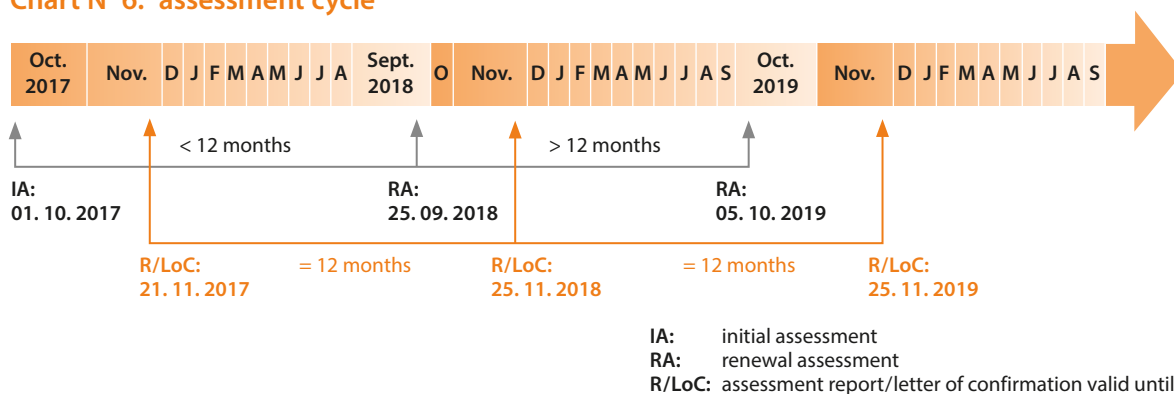 Chart N°6: assessment cycle
Oct. 2017 Nov. D J F M A M J J A Sept. 2018 O Nov. D J F M A M J J A S Oct. 2019 Nov. D J F M A M J J A S
< 12 months > 12 months
IA: RA: RA:
01. 10. 2017 25. 09. 2018 05. 10. 2019
R/LoC: = 12 months R/LoC: = 12 months R/LoC:
21. 11. 2017 25. 11. 2018 25. 11. 2019
IA: initial assessment
RA: renewal assessment
R/LoC: assessment report/letter of confirmation valid until